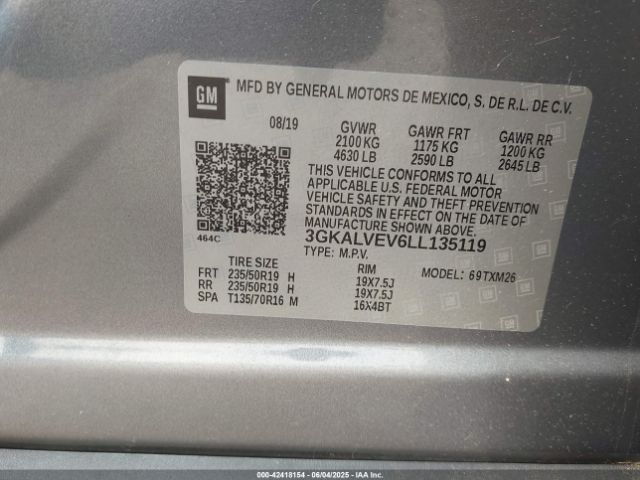 GM
MFD BY GENERAL MOTORS DE MEXICO, S. DE R.L. DE C.V.
08/19 GVWR GAWR FRT GAWR RR
2100 KG 1175 KG 1200 KG
4630 LB 2590 LB 2645 LB
THIS VEHICLE CONFORMS TO ALL
APPLICABLE U.S. FEDERAL MOTOR
VEHICLE SAFETY AND THEFT PREVENTION
STANDARDS IN EFFECT ON THE DATE OF
MANUFACTURE SHOWN ABOVE.
464C 3GKALVEV6LL135119
TYPE: M.P.V.
TIRE SIZE RIM MODEL: 69TXM26
FRT 235/50R19 H 19X7.5J
RR 235/50R19 H 19X7.5J
SPA T135/70R16 M 16X4BT
000-42418154 - 06/04/2025 - IAAI.COM